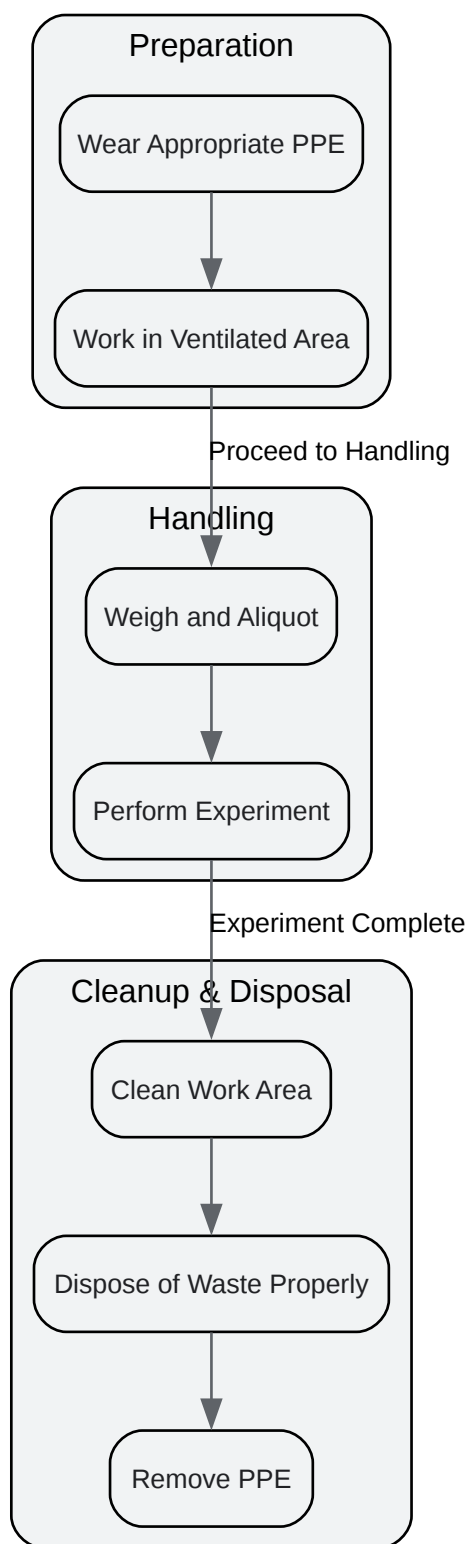 Preparation
Wear Appropriate PPE
Work in Ventilated Area
Proceed to Handling
Handling
Weigh and Aliquot
Perform Experiment
Experiment Complete
Cleanup & Disposal
Clean Work Area
Dispose of Waste Properly
Remove PPE